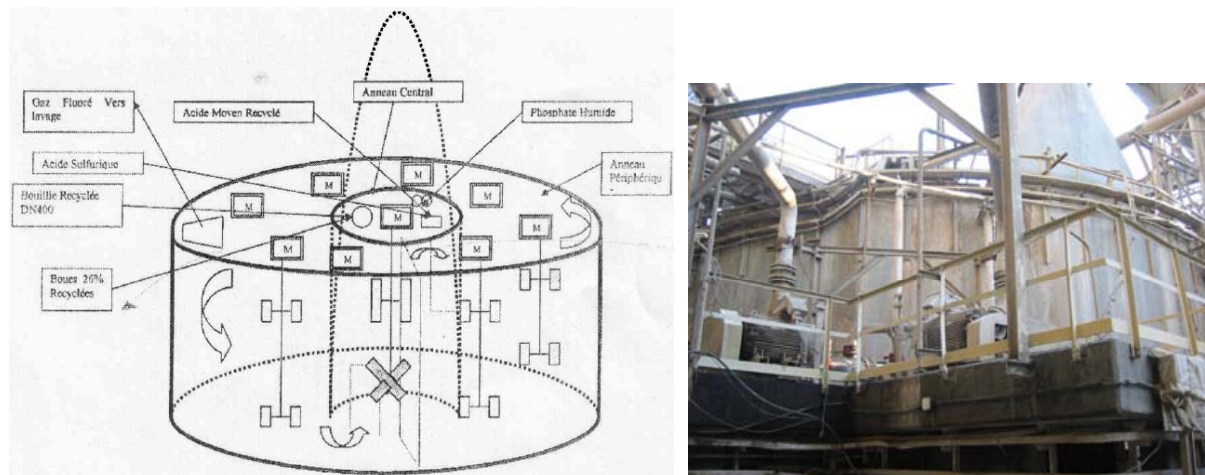 Anneau Central
Gaz Fluoré Vers
lavage
Acide Moyen Recyclé
Phosphate Humide
Acide Sulfurique
Anneau
Périphériqu
Bouillie Recyclée
DN400
Boues 26%
Recyclées
M
M
M
M
M
M
M
M
M